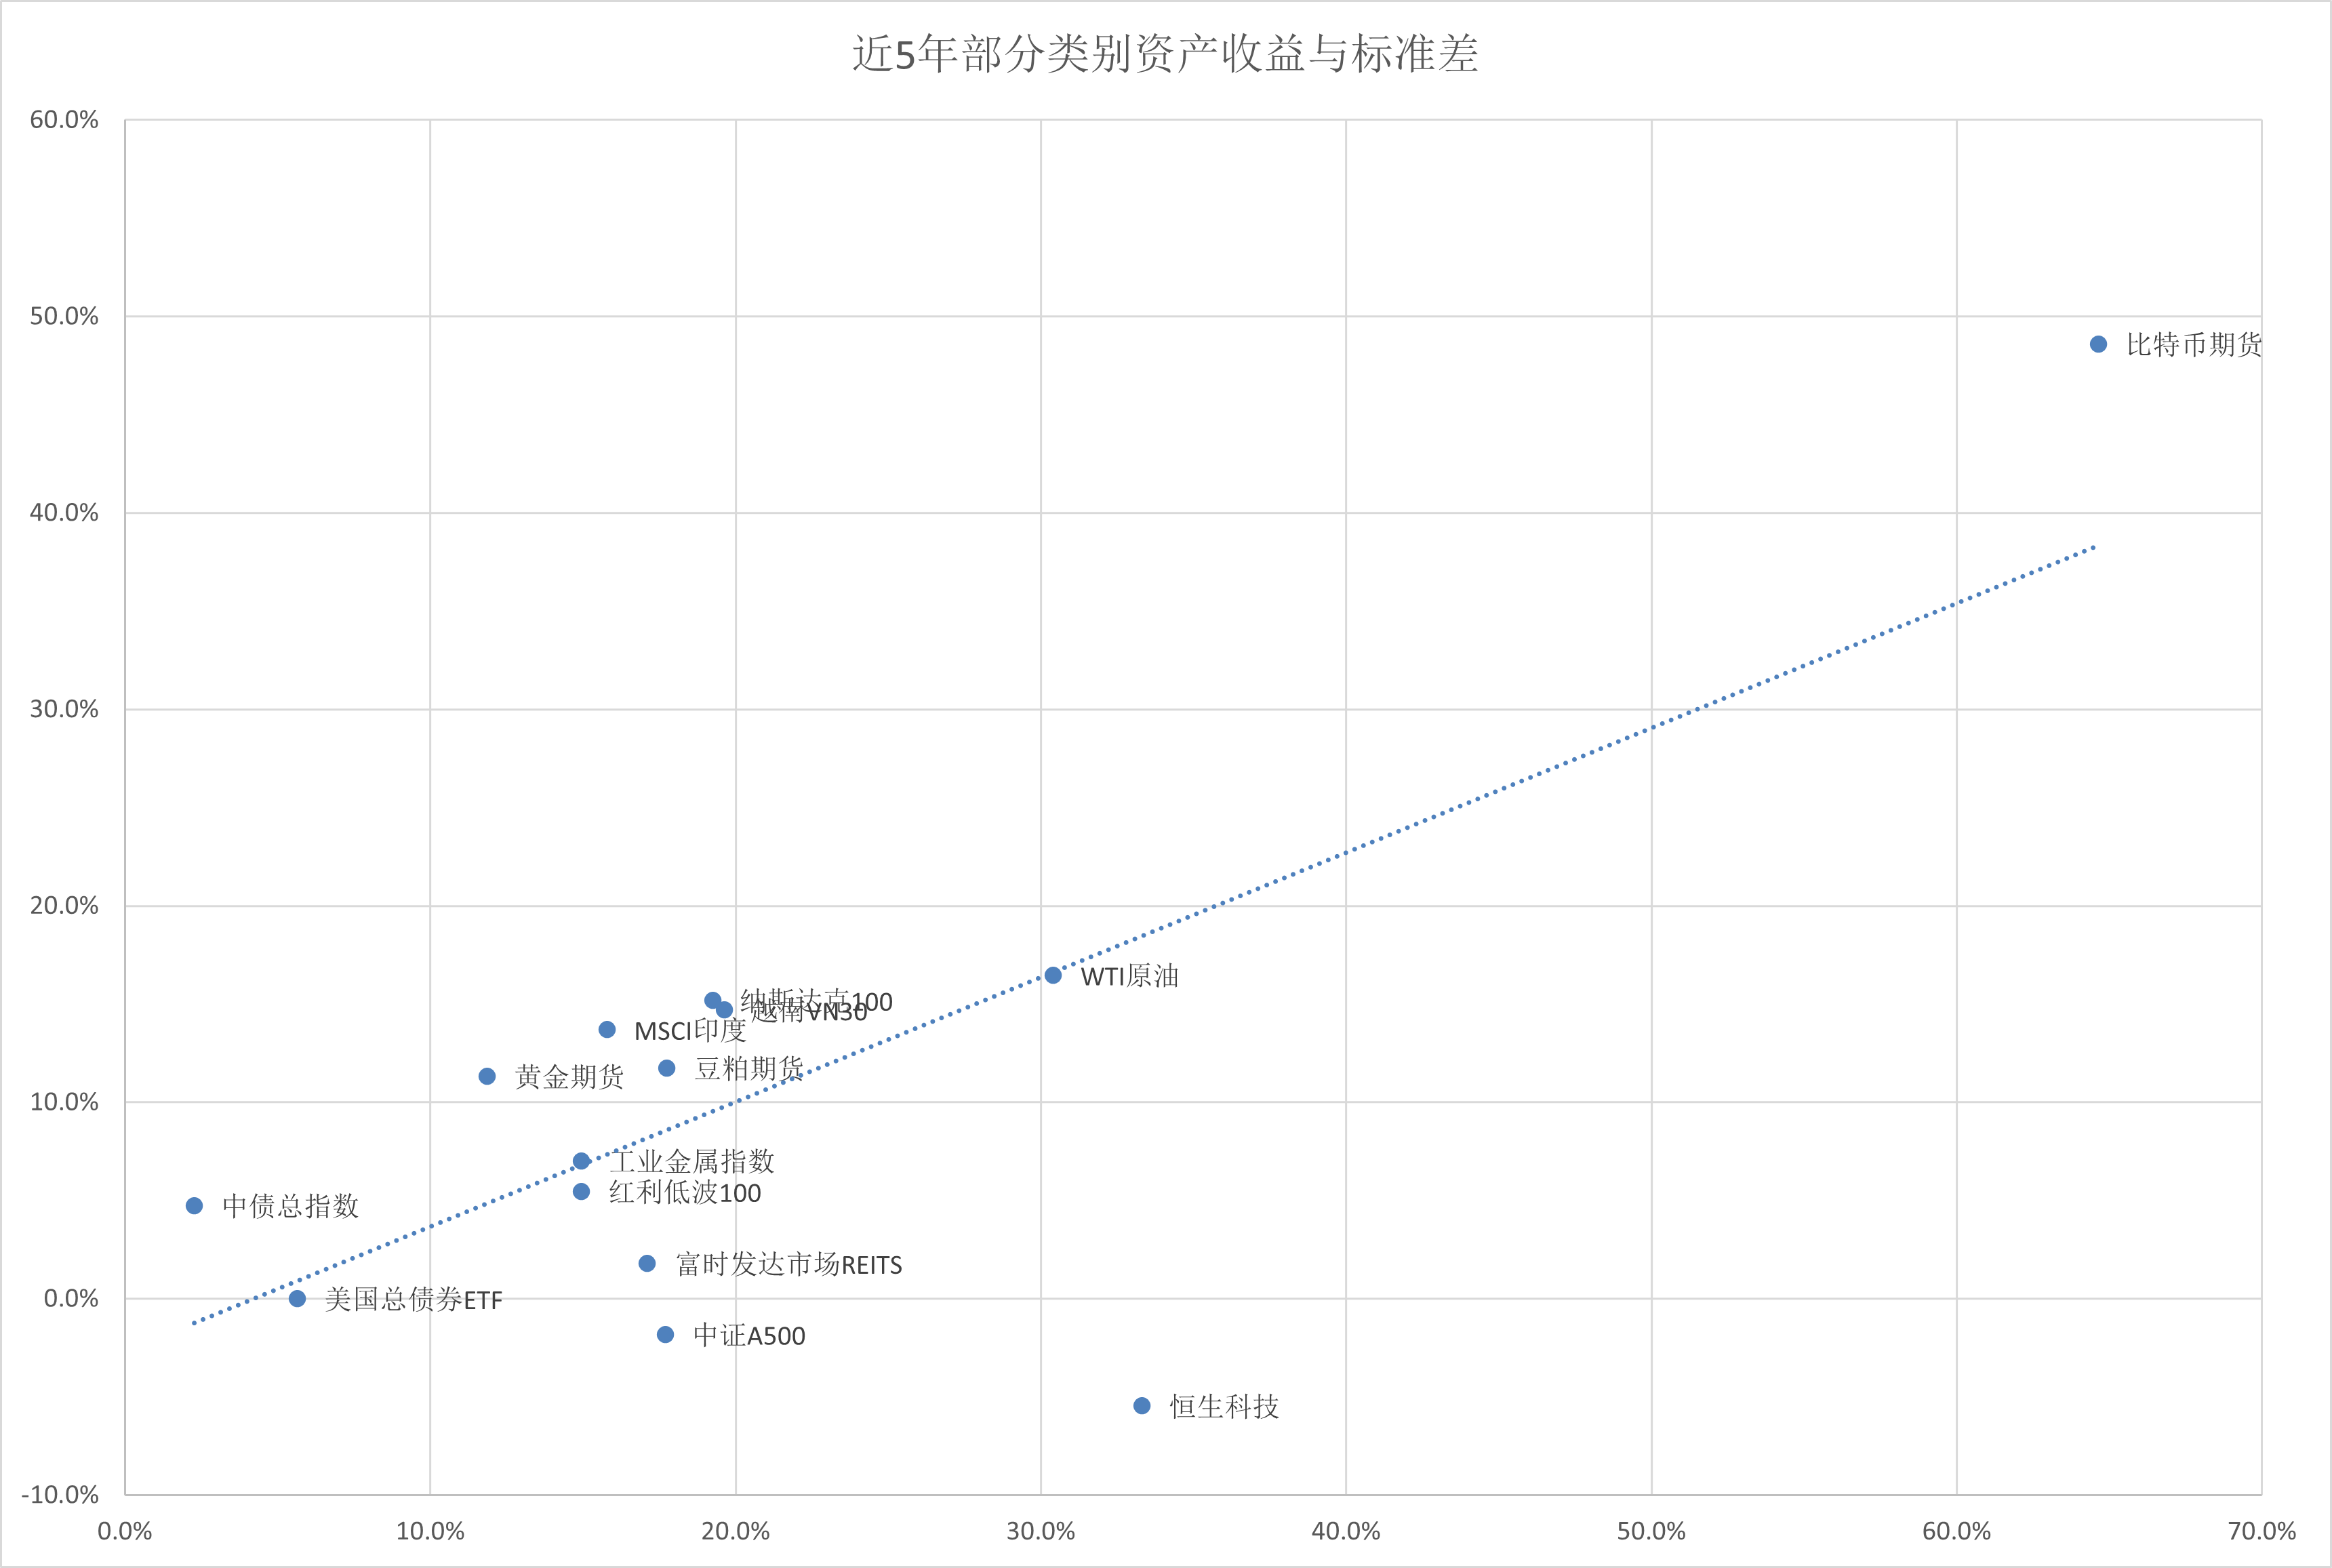 近5年部分类别资产收益与标准差
60.0%
50.0%
比特币期货
40.0%
30.0%
20.0%
WTI原油
纳斯达克100
越南VN30
MSCI印度
豆粕期货
黄金期货
10.0%
工业金属指数
红利低波100
中债总指数
富时发达市场REITS
0.0%
美国总债券ETF
中证A500
恒生科技
-10.0%
0.0% 10.0% 20.0% 30.0% 40.0% 50.0% 60.0% 70.0%